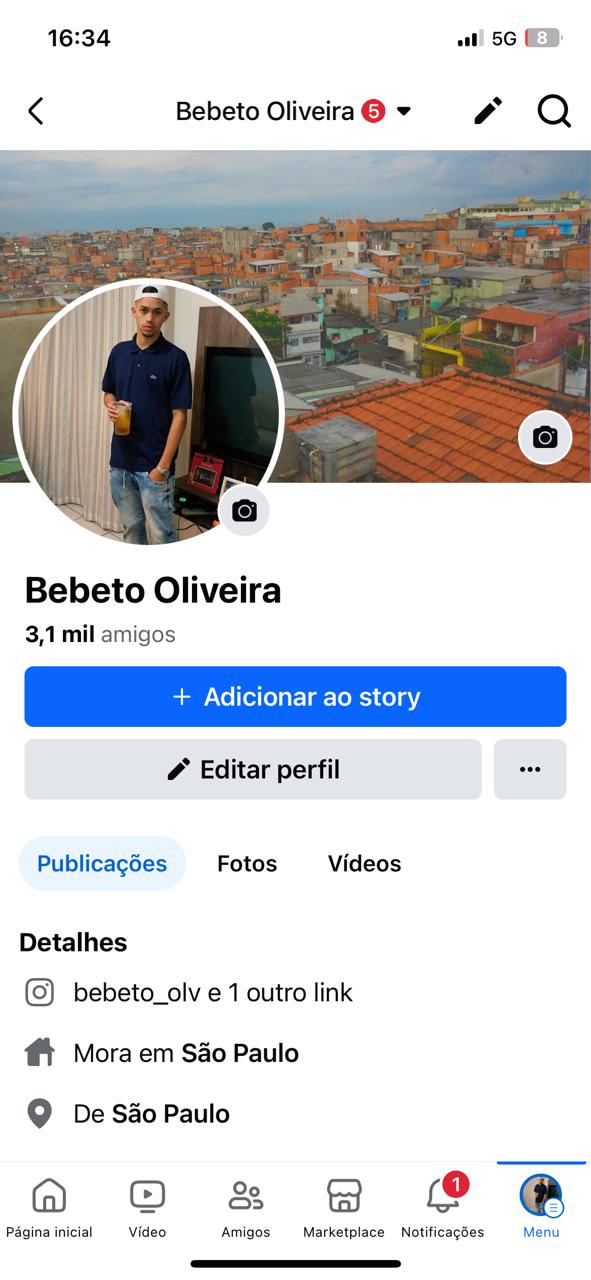 16:34
5G 8
Bebeto Oliveira 5
Bebeto Oliveira
3,1 mil amigos
+ Adicionar ao story
Editar perfil
Publicações Fotos Vídeos
Detalhes
bebeto_olv e 1 outro link
Mora em São Paulo
De São Paulo
1
Página inicial Vídeo Amigos Marketplace Notificações Menu